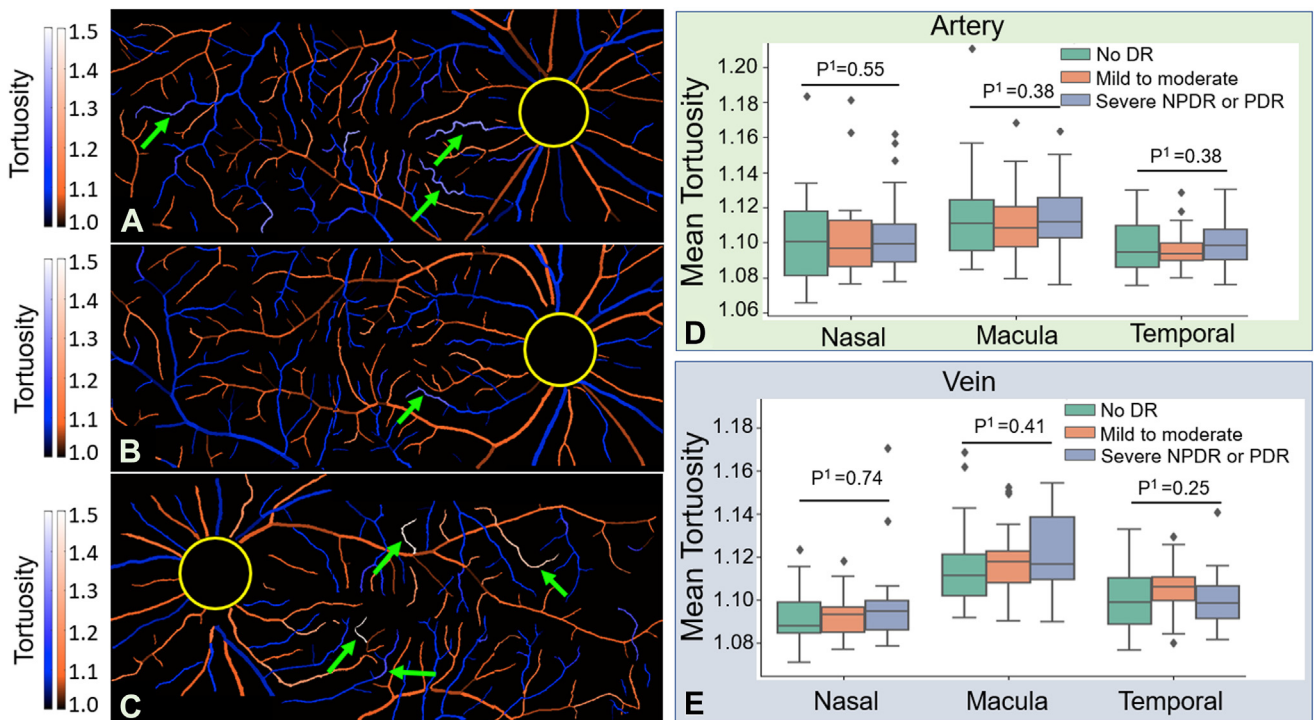 Tortuosity
1.5
1.4
1.3
1.2
1.1
1.0
A
Tortuosity
1.5
1.4
1.3
1.2
1.1
1.0
B
Tortuosity
1.5
1.4
1.3
1.2
1.1
1.0
C
Artery
Mean Tortuosity
1.20
1.18
1.16
1.14
1.12
1.10
1.08
1.06
No DR
Mild to moderate
Severe NPDR or PDR
P¹=0.55
P¹=0.38
P¹=0.38
Nasal Macula Temporal
D
Vein
Mean Tortuosity
1.18
1.16
1.14
1.12
1.10
1.08
No DR
Mild to moderate
Severe NPDR or PDR
P¹=0.74
P¹=0.41
P¹=0.25
Nasal Macula Temporal
E